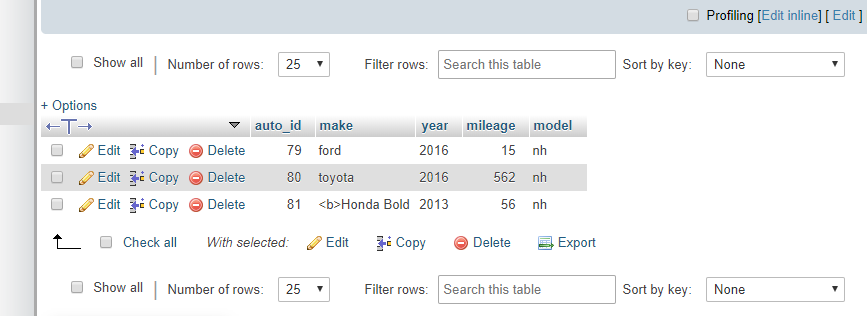 Profiling [Edit inline] [ Edit ]
Show all | Number of rows: 25 Filter rows: Search this table Sort by key: None
+ Options
←T→ auto_id make year mileage model
Edit Copy Delete 79 ford 2016 15 nh
Edit Copy Delete 80 toyota 2016 562 nh
Edit Copy Delete 81 <b>Honda Bold 2013 56 nh
Check all With selected: Edit Copy Delete Export
Show all | Number of rows: 25 Filter rows: Search this table Sort by key: None